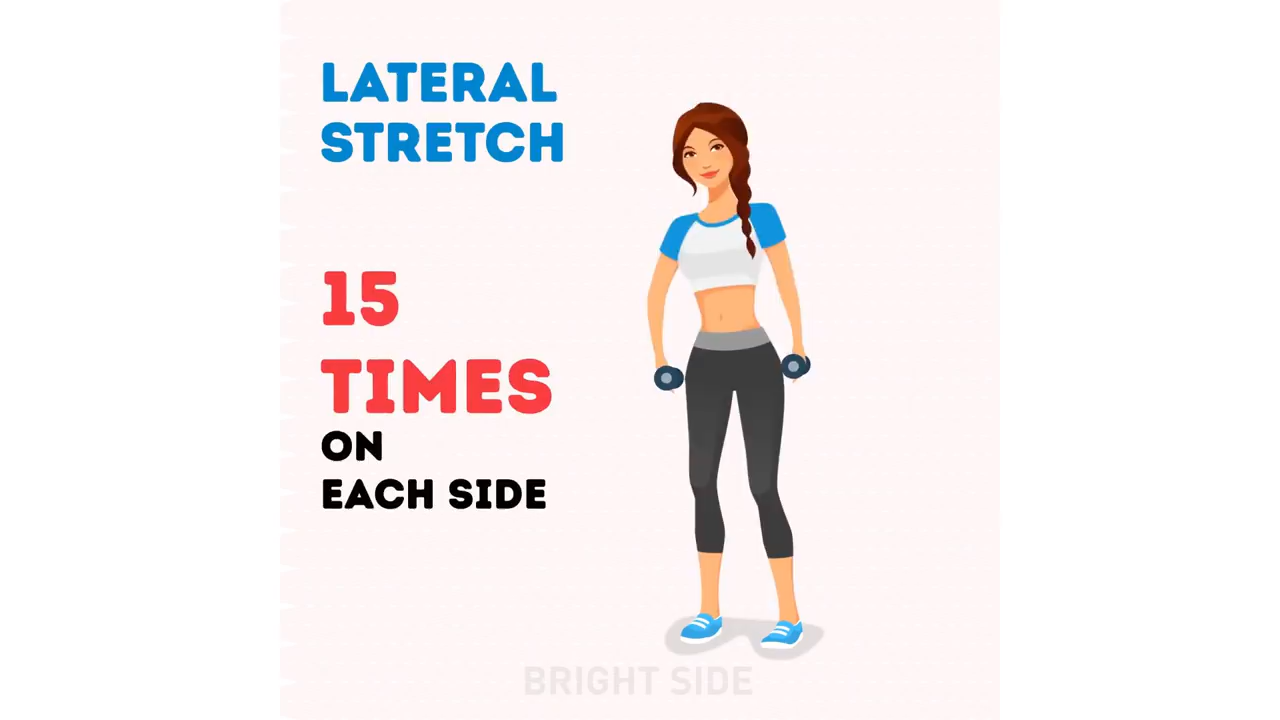 LATERAL
STRETCH
15
TIMES
ON
EACH SIDE
BRIGHT SIDE